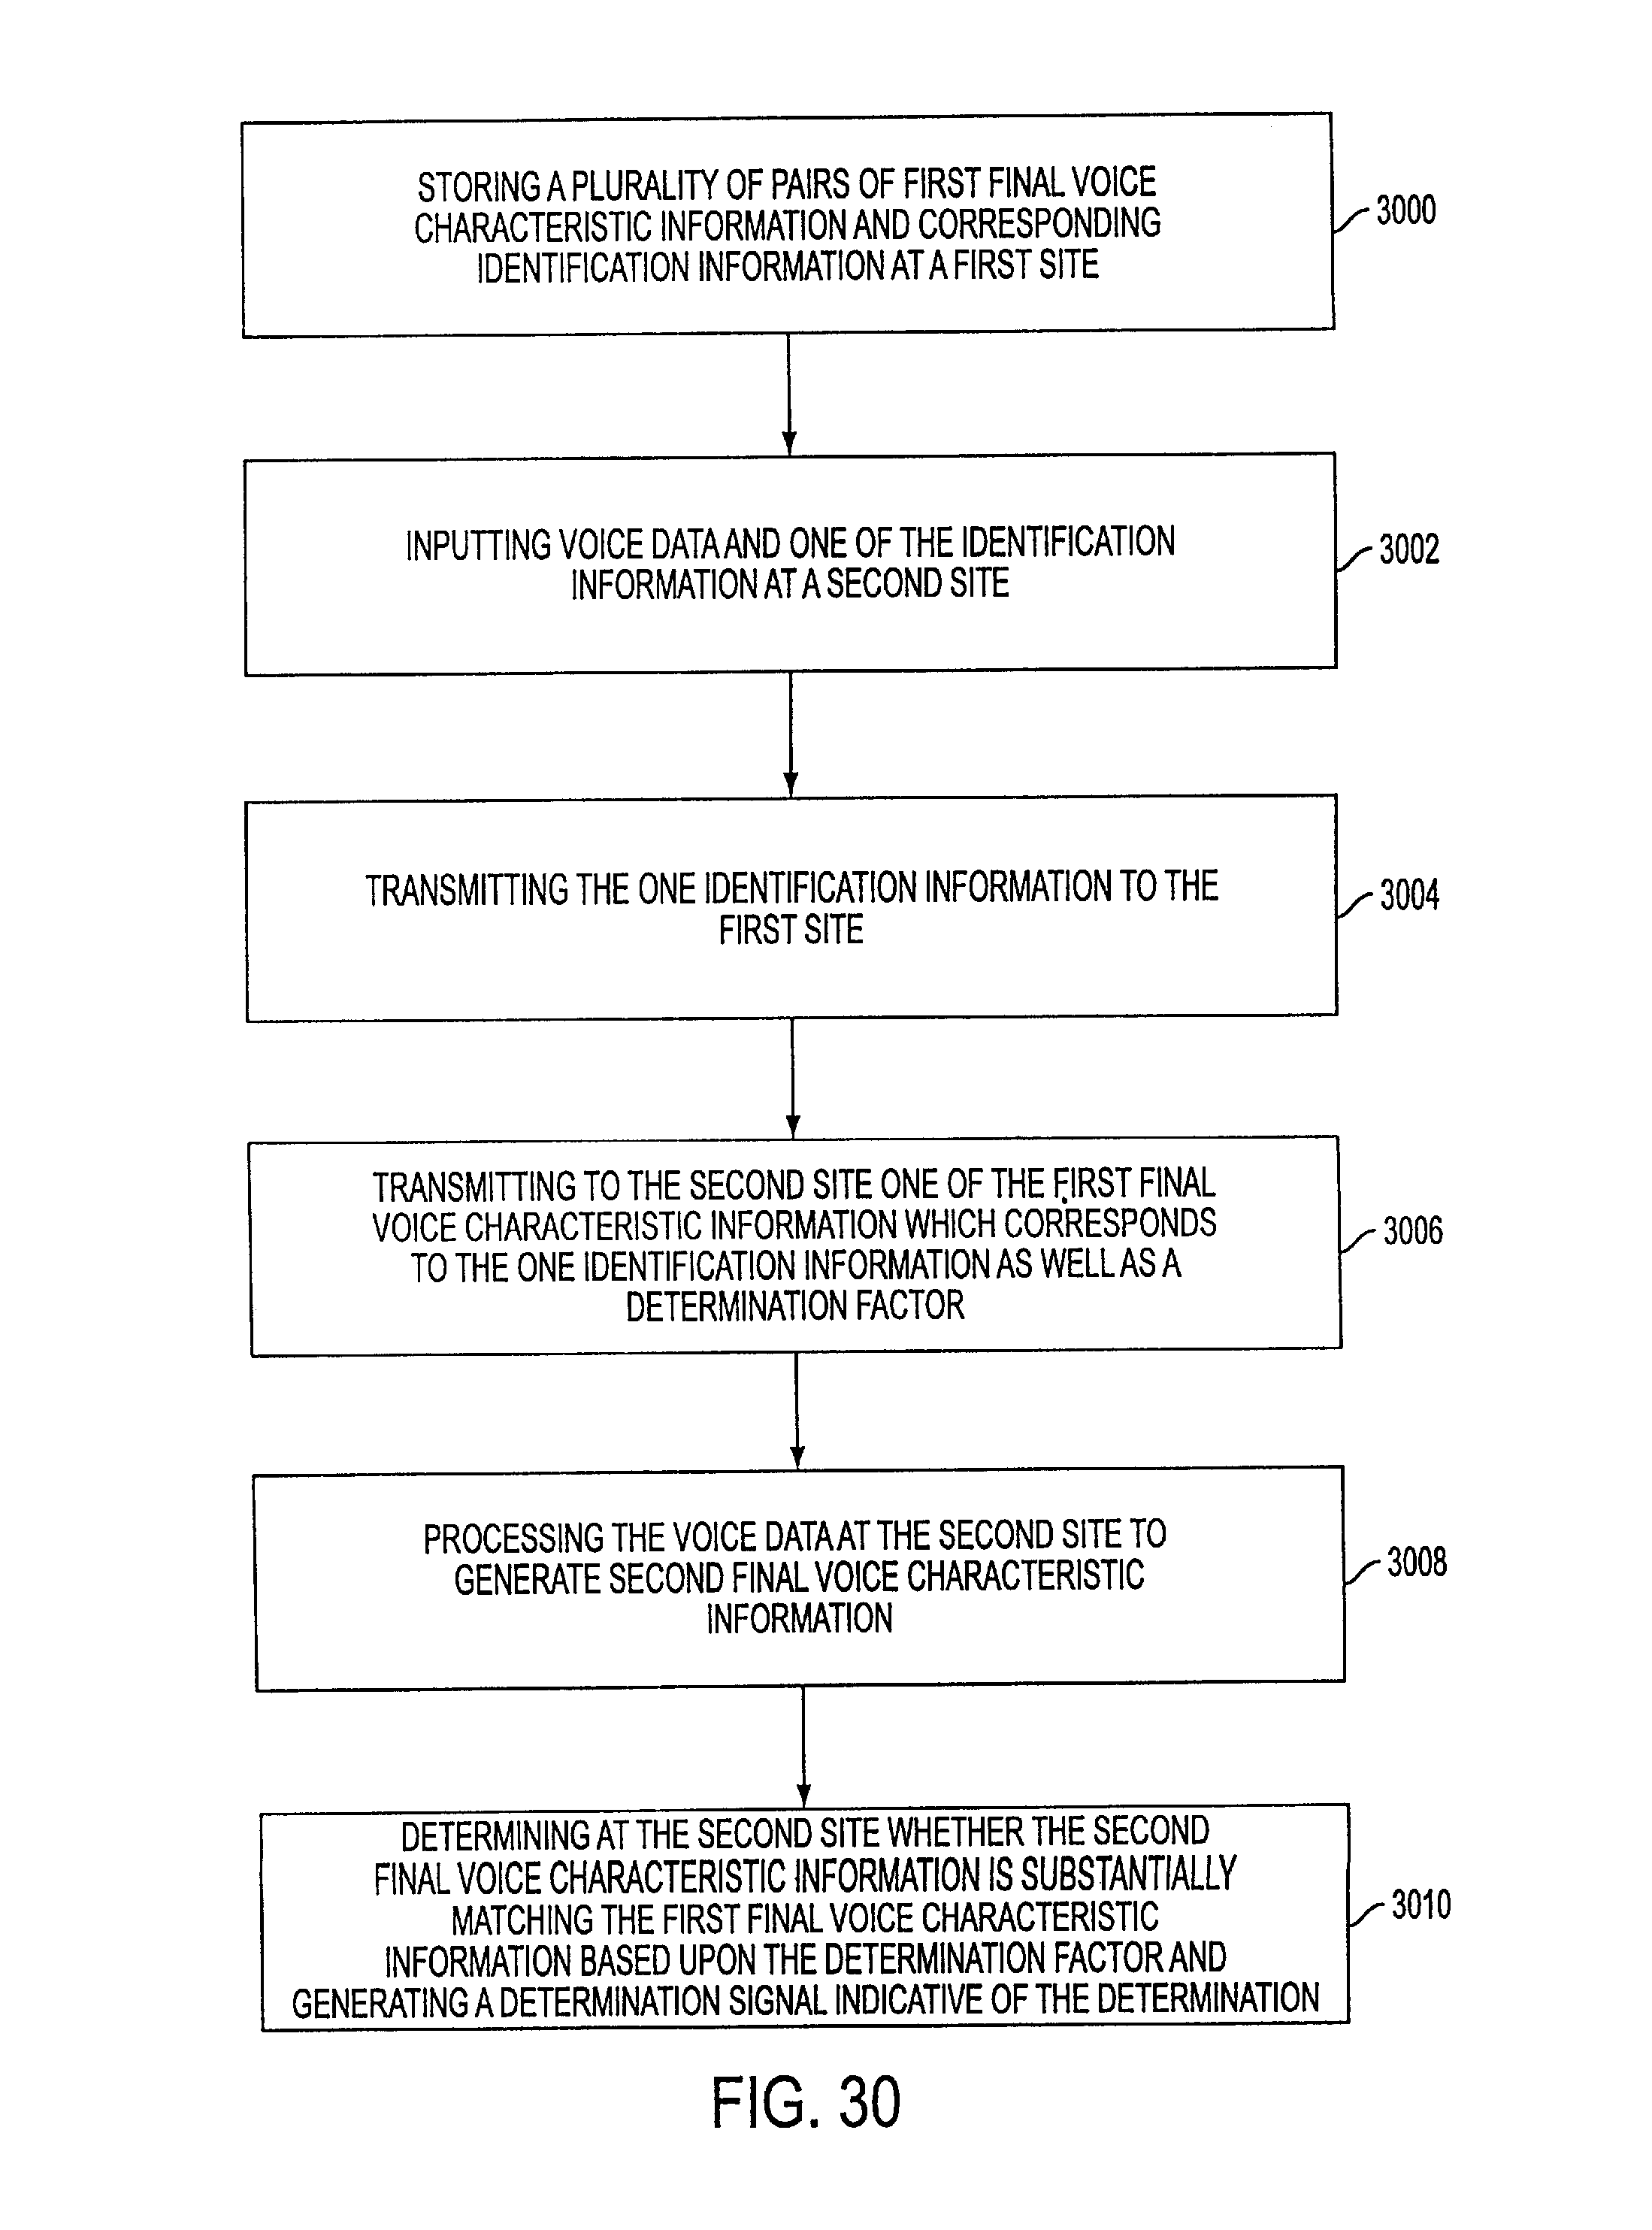 STORING A PLURALITY OF PAIRS OF FIRST FINAL VOICE
CHARACTERISTIC INFORMATION AND CORRESPONDING
IDENTIFICATION INFORMATION AT A FIRST SITE
3000
INPUTTING VOICE DATA AND ONE OF THE IDENTIFICATION
INFORMATION AT A SECOND SITE
3002
TRANSMITTING THE ONE IDENTIFICATION INFORMATION TO THE
FIRST SITE
3004
TRANSMITTING TO THE SECOND SITE ONE OF THE FIRST FINAL
VOICE CHARACTERISTIC INFORMATION WHICH CORRESPONDS
TO THE ONE IDENTIFICATION INFORMATION AS WELL AS A
DETERMINATION FACTOR
3006
PROCESSING THE VOICE DATA AT THE SECOND SITE TO
GENERATE SECOND FINAL VOICE CHARACTERISTIC
INFORMATION
3008
DETERMINING AT THE SECOND SITE WHETHER THE SECOND
FINAL VOICE CHARACTERISTIC INFORMATION IS SUBSTANTIALLY
MATCHING THE FIRST FINAL VOICE CHARACTERISTIC
INFORMATION BASED UPON THE DETERMINATION FACTOR AND
GENERATING A DETERMINATION SIGNAL INDICATIVE OF THE DETERMINATION
3010
FIG. 30